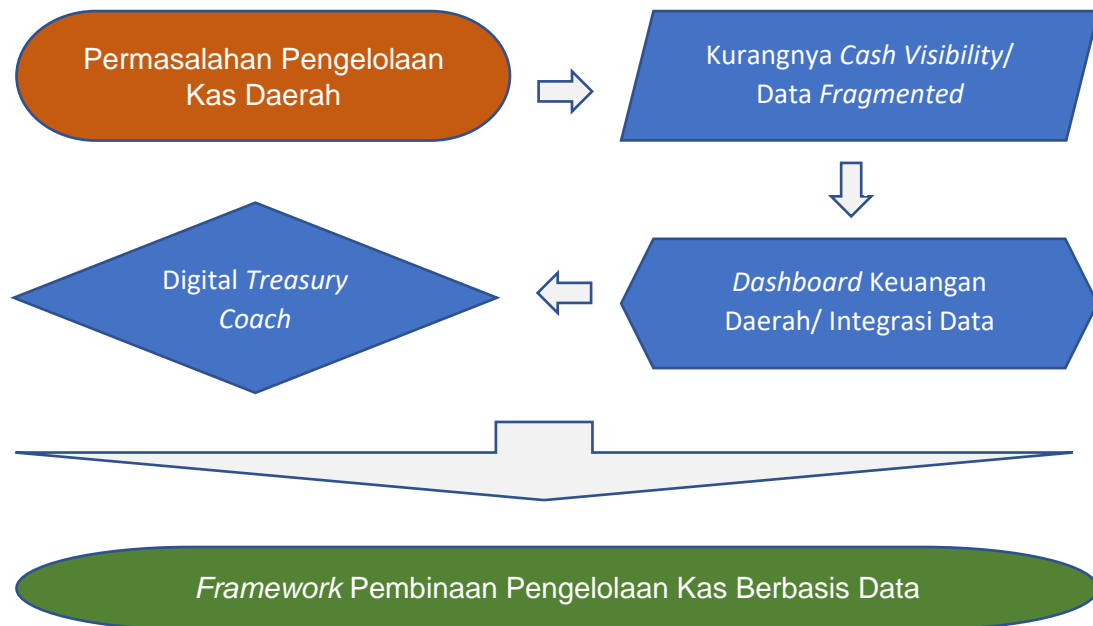 Permasalahan Pengelolaan
Kas Daerah
Kurangnya Cash Visibility/
Data Fragmented
Dashboard Keuangan
Daerah/ Integrasi Data
Digital Treasury
Coach
Framework Pembinaan Pengelolaan Kas Berbasis Data